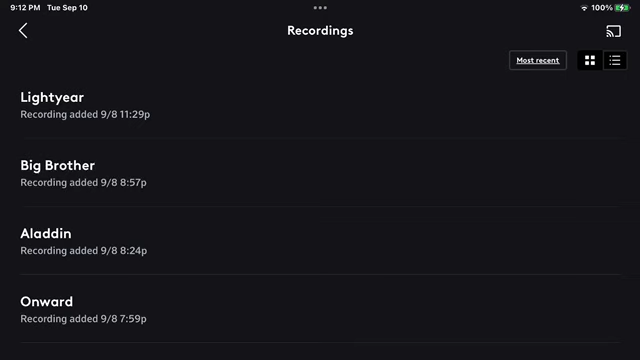 9:12 PM Tue Sep 10
100%
Recordings
Most recent
Lightyear
Recording added 9/8 11:29p
Big Brother
Recording added 9/8 8:57p
Aladdin
Recording added 9/8 8:24p
Onward
Recording added 9/8 7:59p